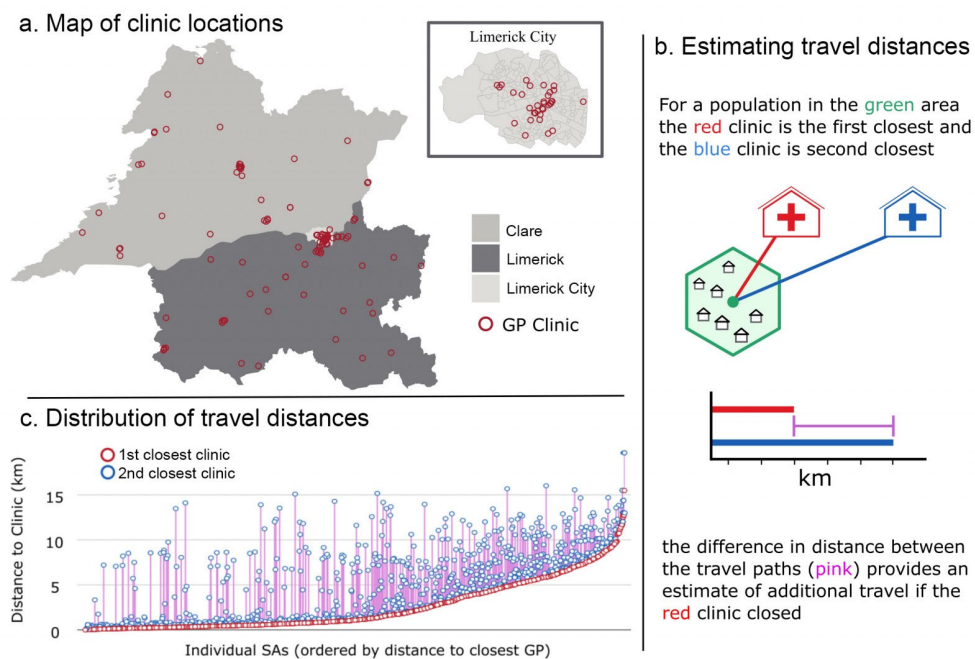 a. Map of clinic locations
Limerick City
Clare
Limerick
Limerick City
GP Clinic
b. Estimating travel distances
For a population in the green area
the red clinic is the first closest and
the blue clinic is second closest
km
the difference in distance between
the travel paths (pink) provides an
estimate of additional travel if the
red clinic closed
c. Distribution of travel distances
1st closest clinic
2nd closest clinic
Distance to Clinic (km)
15
10
5
0
Individual SAs (ordered by distance to closest GP)